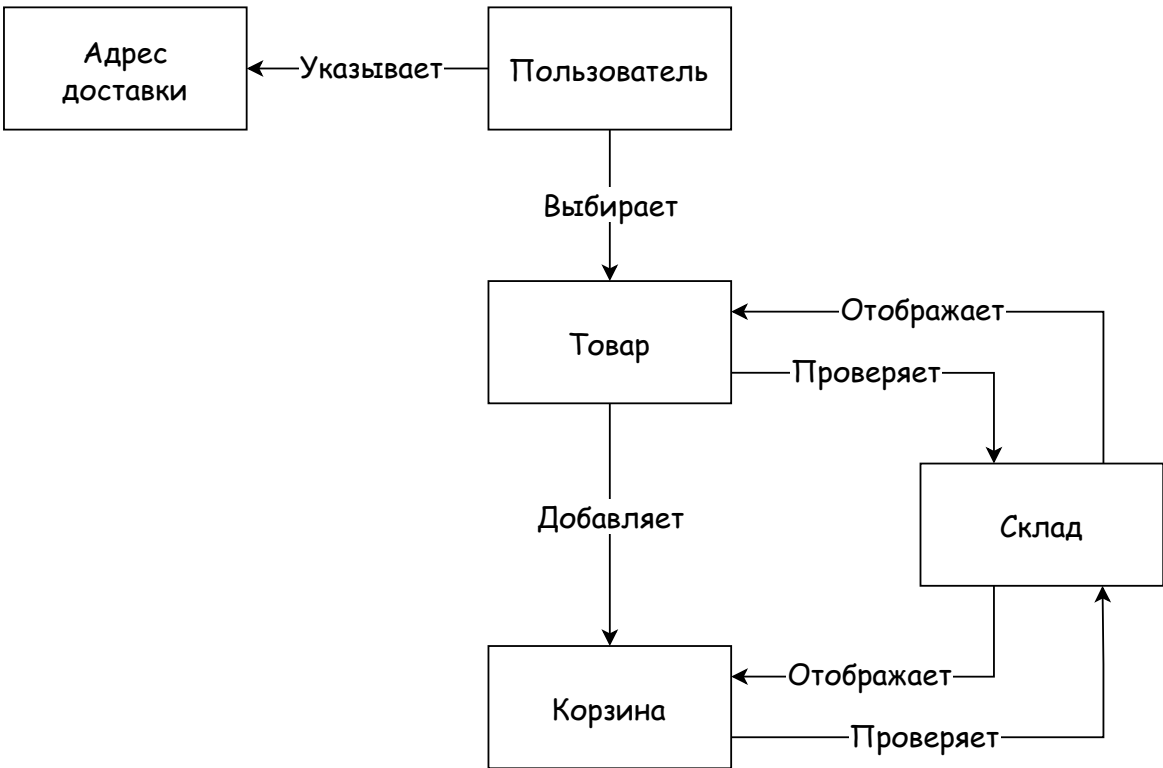 Адрес
доставки
Указывает
Пользователь
Выбирает
Отображает
Товар
Проверяет
Добавляет
Склад
Отображает
Корзина
Проверяет